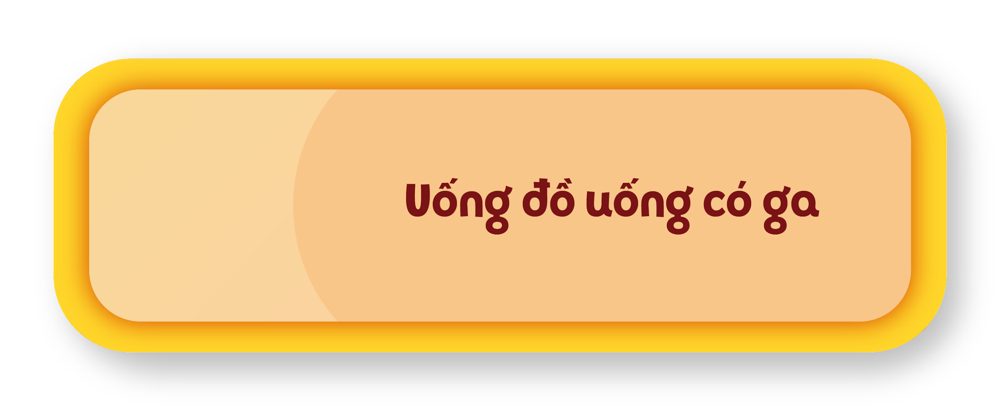 Uống đồ uống có ga